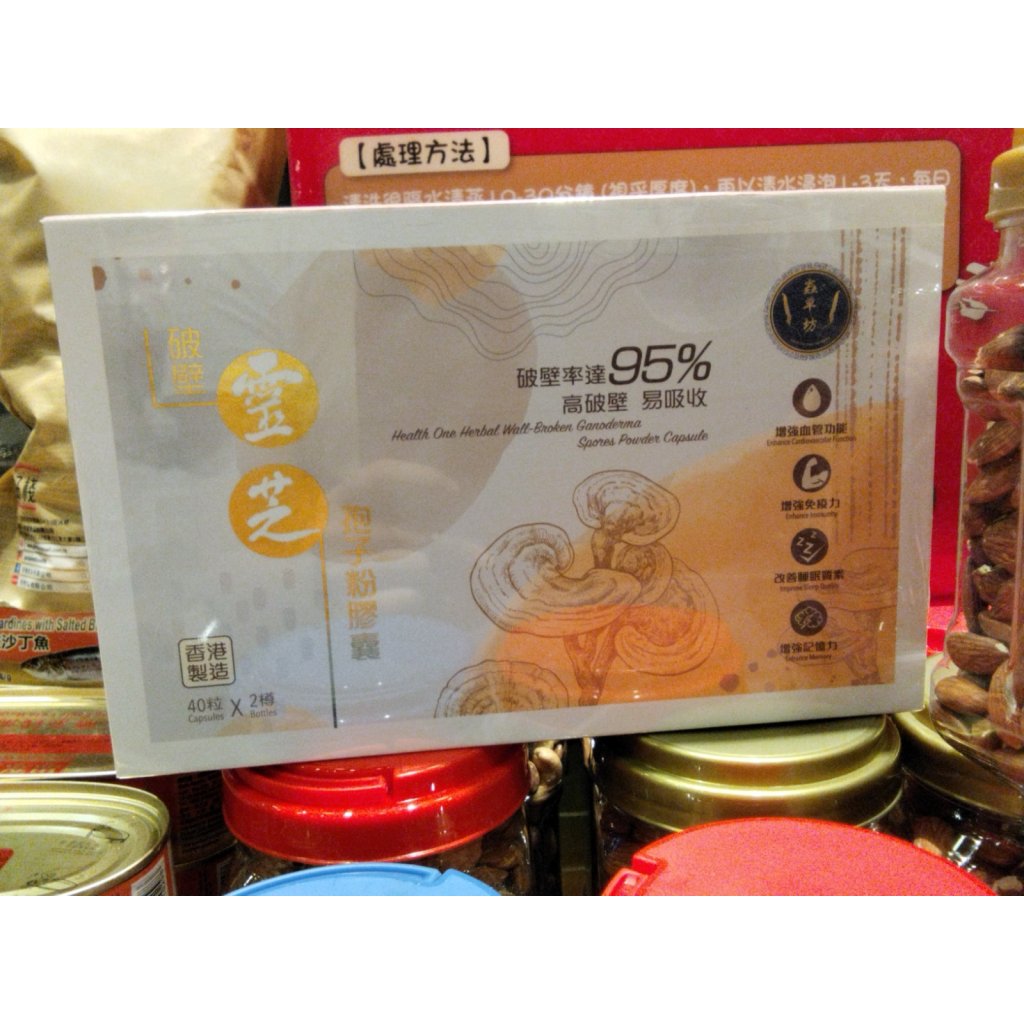 【處理方法】
破壁
靈芝
孢子粉膠囊
破壁率達95%
高破壁 易吸收
Health One Herbal Wall-Broken Ganoderma
Spores Powder Capsule
增強血管功能
Enhance Cardiovascular Function
增強免疫力
Enhance Immunity
改善睡眠質素
Improve Sleep Quality
增強記憶力
Enhance Memory
香港
製造
40粒 X 2樽
Capsules Bottles
ardines with Salted B
沙丁魚